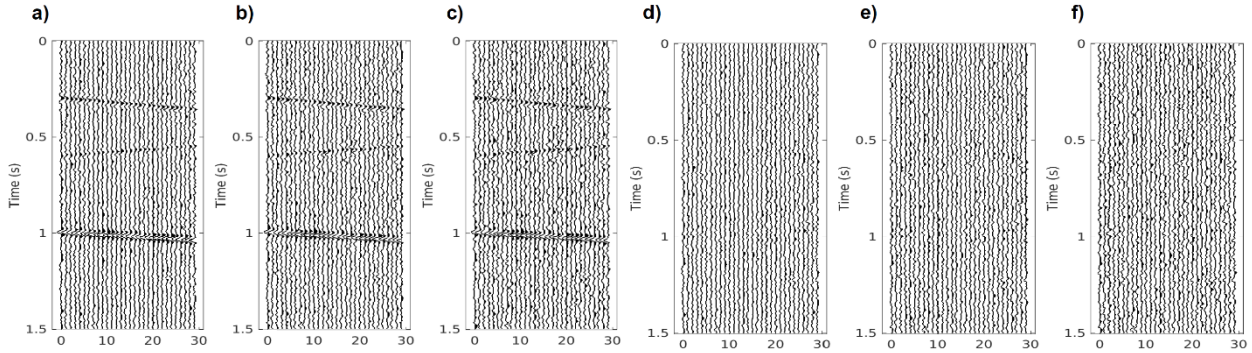 a) b) c) d) e) f)
0 0 0 0 0 0
0.5 0.5 0.5 0.5 0.5 0.5
Time (s) Time (s) Time (s) Time (s) Time (s) Time (s)
1 1 1 1 1 1
1.5 1.5 1.5 1.5 1.5 1.5
0 10 20 30 0 10 20 30 0 10 20 30 0 10 20 30 0 10 20 30 0 10 20 30